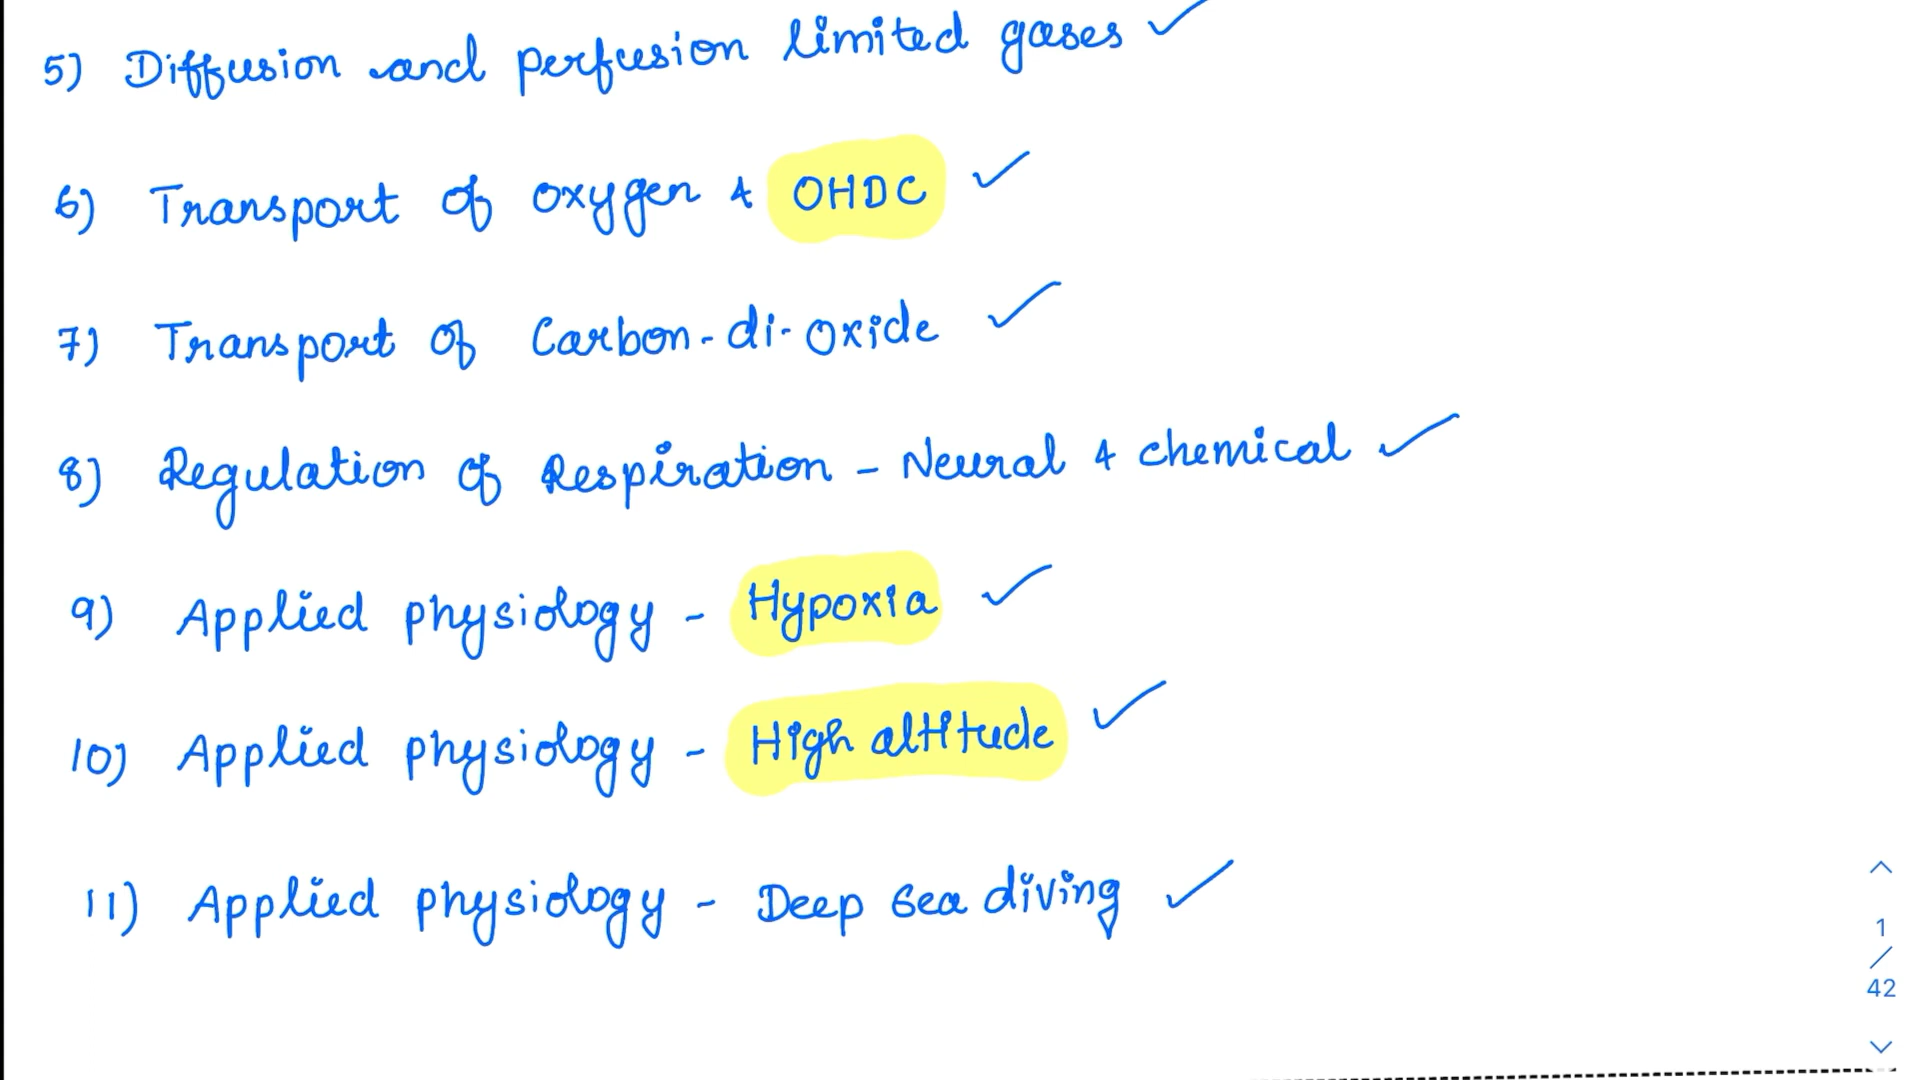 5) Diffusion and perfusion limited gases ✓
6) Transport of oxygen & OHDC ✓
7) Transport of Carbon-di-oxide ✓
8) Regulation of Respiration - Neural & chemical ✓
9) Applied physiology - Hypoxia ✓
10) Applied physiology - High altitude ✓
11) Applied physiology - Deep sea diving ✓
1
/
42